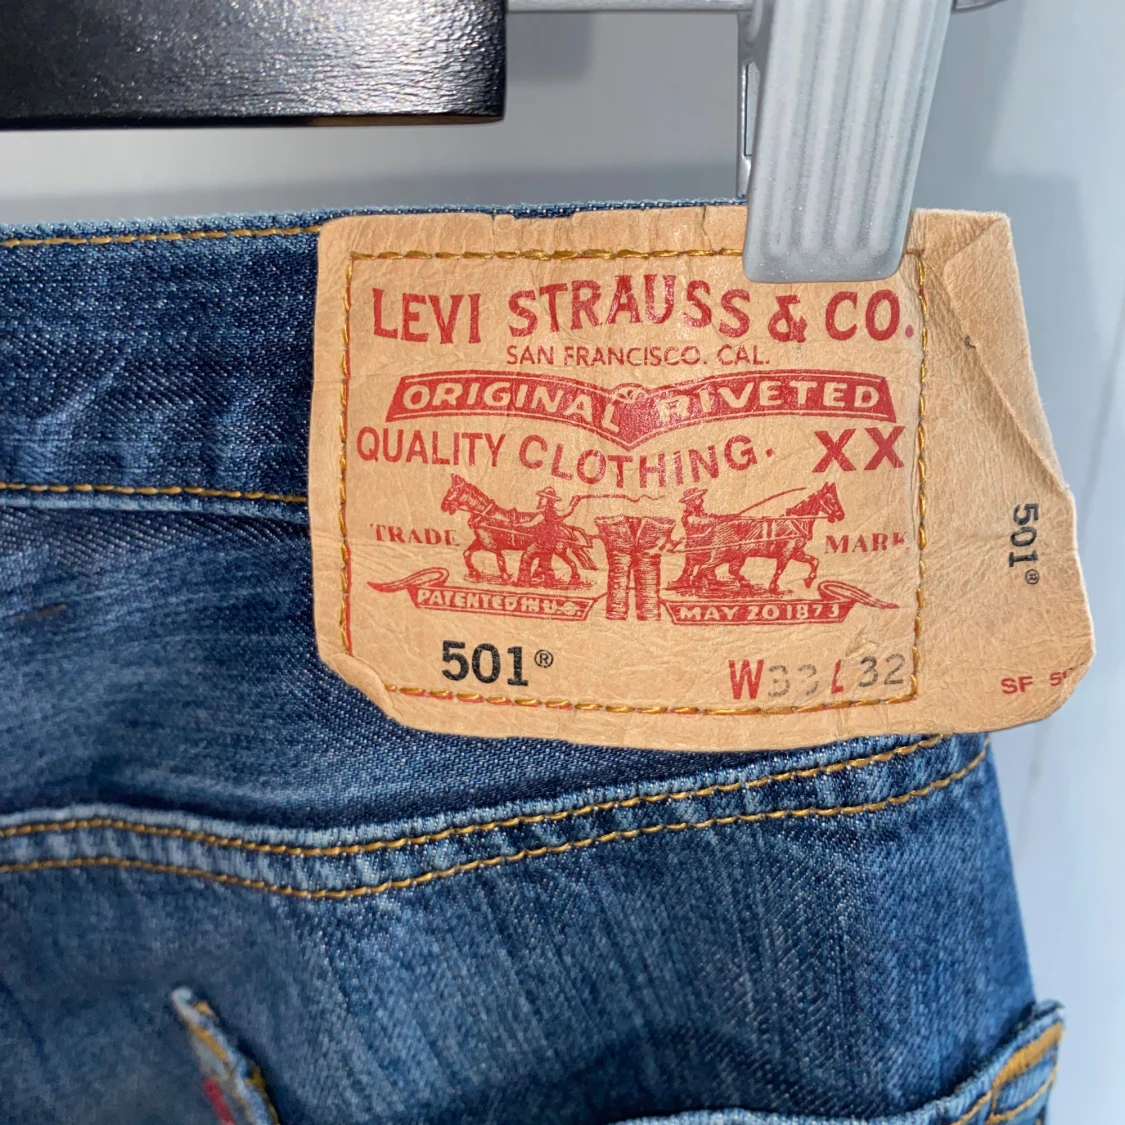 LEVI STRAUSS & CO.
SAN FRANCISCO. CAL.
ORIGINAL RIVETED
QUALITY CLOTHING. XX
TRADE MARK
PATENTED IN U.S. MAY 20 1873
501® W33 L32
501®
SF